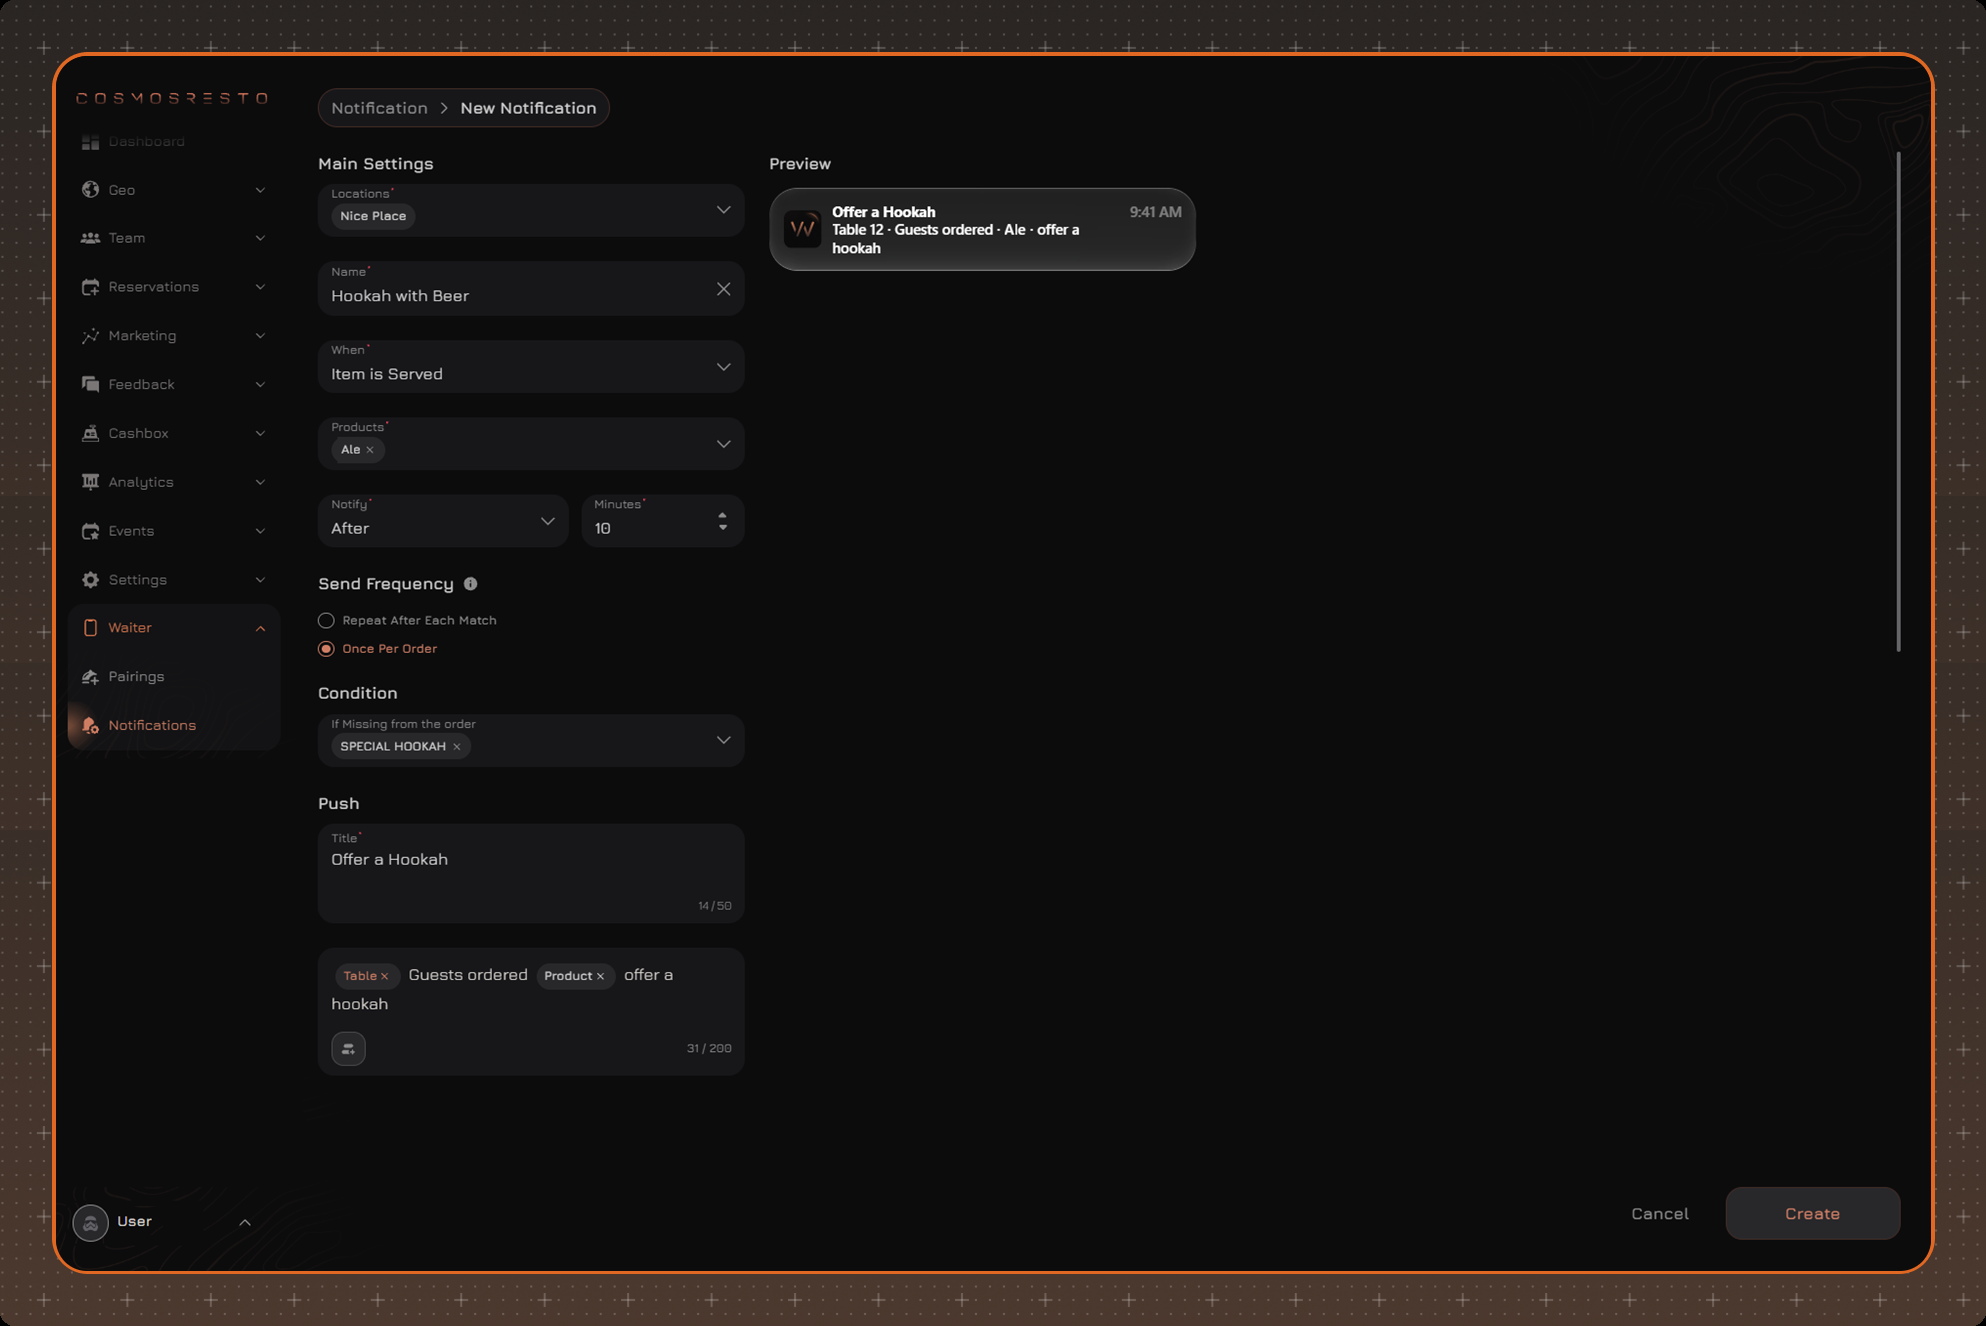 COSMOSRESTO
Dashboard
Geo
Team
Reservations
Marketing
Feedback
Cashbox
Analytics
Events
Settings
Waiter
Pairings
Notifications
User
Notification > New Notification
Main Settings
Locations*
Nice Place
Name*
Hookah with Beer
When*
Item is Served
Products*
Ale ×
Notify*
After
Minutes*
10
Send Frequency
Repeat After Each Match
Once Per Order
Condition
If Missing from the order
SPECIAL HOOKAH ×
Push
Title*
Offer a Hookah
14/50
Table × Guests ordered Product × offer a
hookah
31 / 200
Preview
Offer a Hookah 9:41 AM
Table 12 · Guests ordered · Ale · offer a
hookah
Cancel
Create